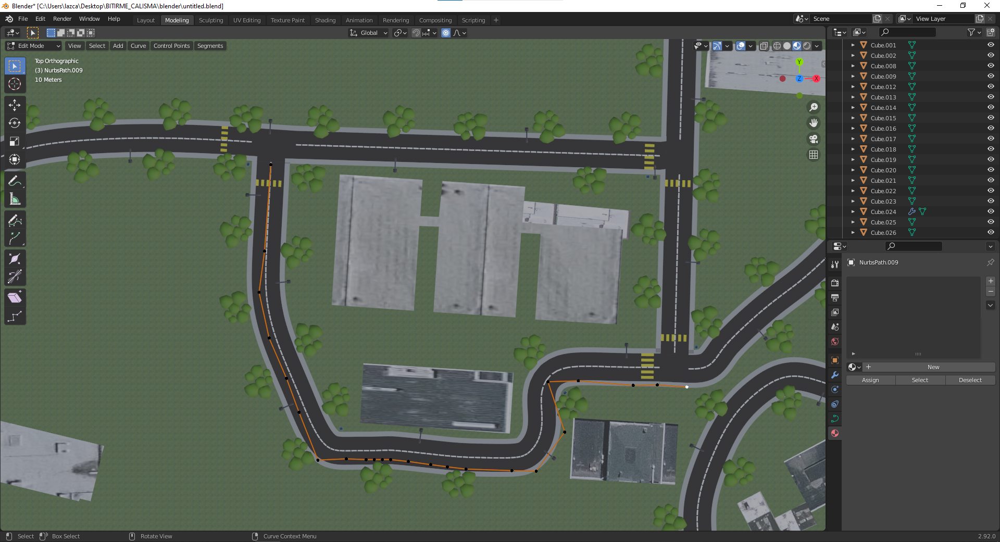 Blender* [C:\Users\lazca\Desktop\BITIRME_CALISMA\blender\untitled.blend]
File Edit Render Window Help Layout Modeling Sculpting UV Editing Texture Paint Shading Animation Rendering Compositing Scripting + Scene View Layer
Global
Edit Mode View Select Add Curve Control Points Segments
Top Orthographic
(3) NurbsPath.009
10 Meters
Y
Z
X
Cube.001
Cube.002
Cube.008
Cube.009
Cube.012
Cube.013
Cube.014
Cube.015
Cube.016
Cube.017
Cube.018
Cube.019
Cube.020
Cube.021
Cube.022
Cube.023
Cube.024
Cube.025
Cube.026
NurbsPath.009
New
Assign Select Deselect
Select Box Select Rotate View Curve Context Menu 2.92.0